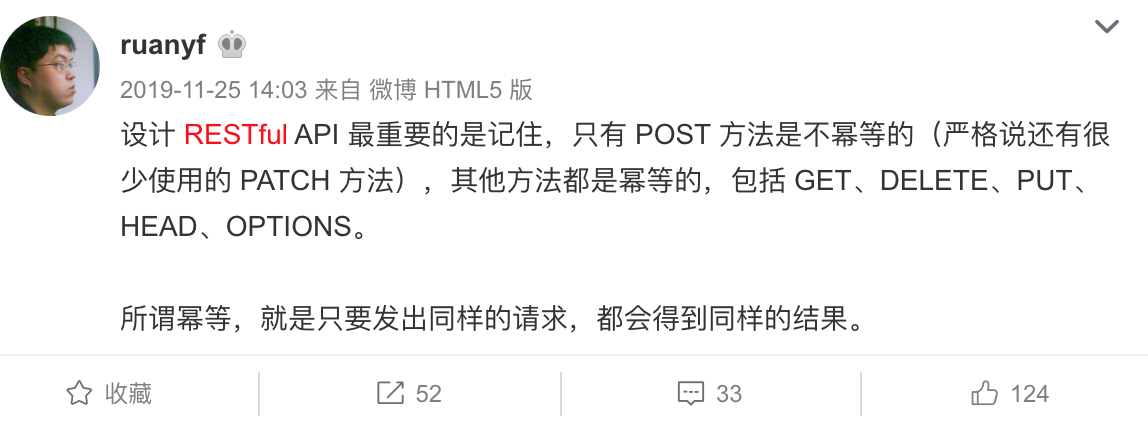 ruanyf
2019-11-25 14:03 来自 微博 HTML5 版
设计 RESTful API 最重要的是记住，只有 POST 方法是不幂等的（严格说还有很
少使用的 PATCH 方法），其他方法都是幂等的，包括 GET、DELETE、PUT、
HEAD、OPTIONS。
所谓幂等，就是只要发出同样的请求，都会得到同样的结果。
收藏 52 33 124